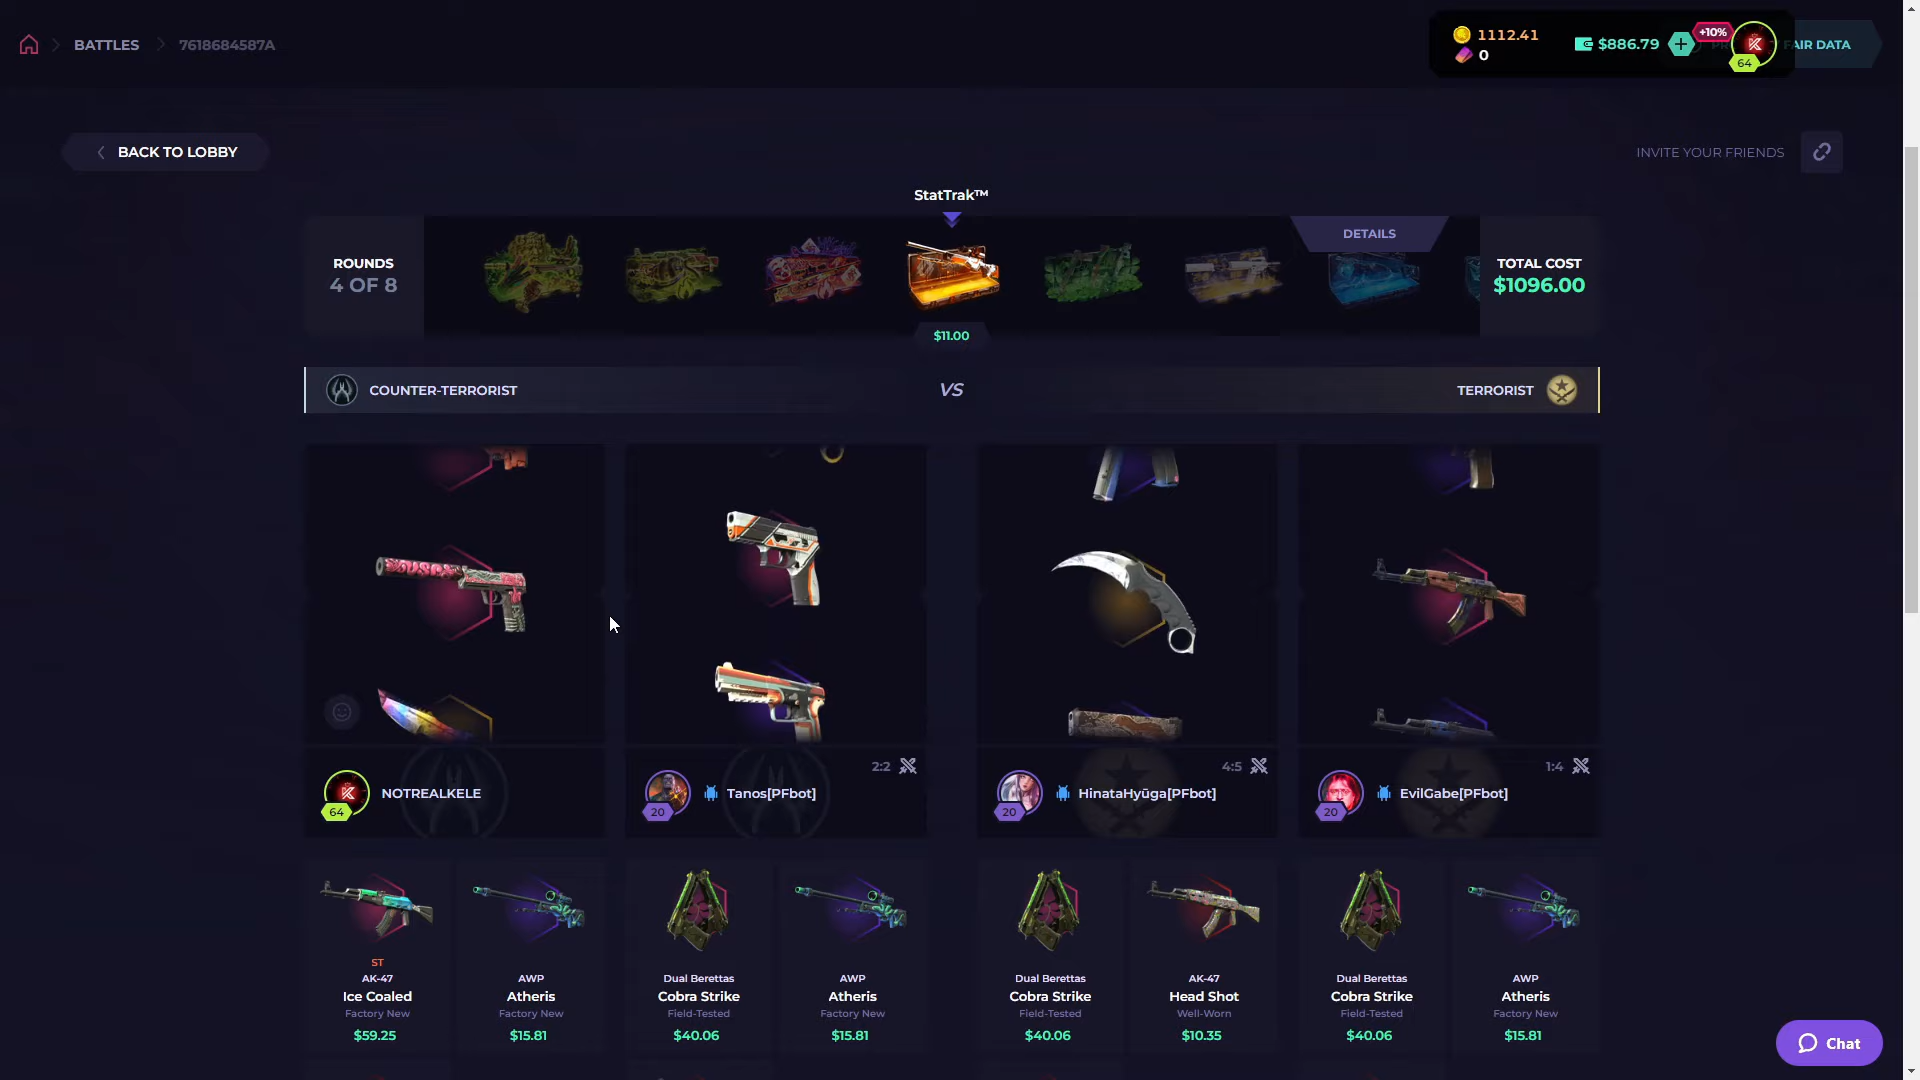 BATTLES
7618684587A
1112.41
0
$886.79
+10%
64
FAIR DATA
BACK TO LOBBY
INVITE YOUR FRIENDS
StatTrak™
DETAILS
ROUNDS
4 OF 8
TOTAL COST
$1096.00
$11.00
COUNTER-TERRORIST
VS
TERRORIST
64
NOTREALKELE
2:2
20
Tanos[PFbot]
4:5
20
HinataHyūga[PFbot]
1:4
20
EvilGabe[PFbot]
ST
AK-47
Ice Coaled
Factory New
$59.25
AWP
Atheris
Factory New
$15.81
Dual Berettas
Cobra Strike
Field-Tested
$40.06
AWP
Atheris
Factory New
$15.81
Dual Berettas
Cobra Strike
Field-Tested
$40.06
AK-47
Head Shot
Well-Worn
$10.35
Dual Berettas
Cobra Strike
Field-Tested
$40.06
AWP
Atheris
Factory New
$15.81
Chat